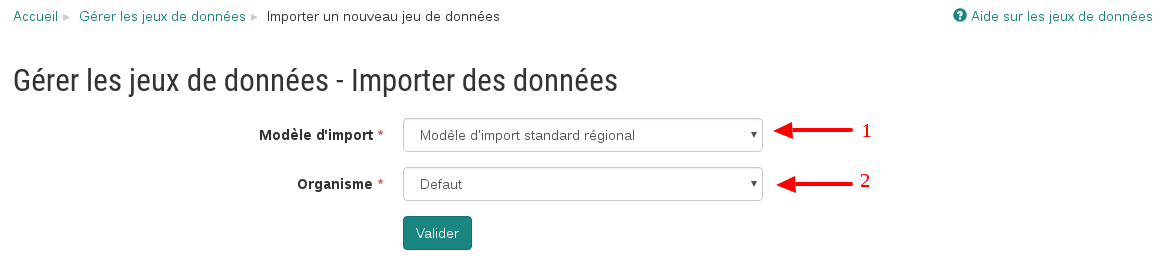 Accueil ▸ Gérer les jeux de données ▸ Importer un nouveau jeu de données
? Aide sur les jeux de données
Gérer les jeux de données - Importer des données
Modèle d'import * Modèle d'import standard régional 1
Organisme * Defaut 2
Valider